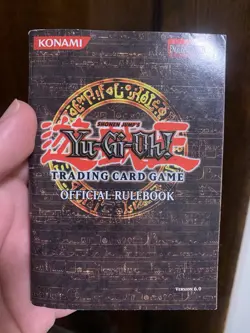 KONAMI
SHONEN JUMP'S
Yu-Gi-Oh!
TRADING CARD GAME
OFFICIAL RULEBOOK
Version 6.0